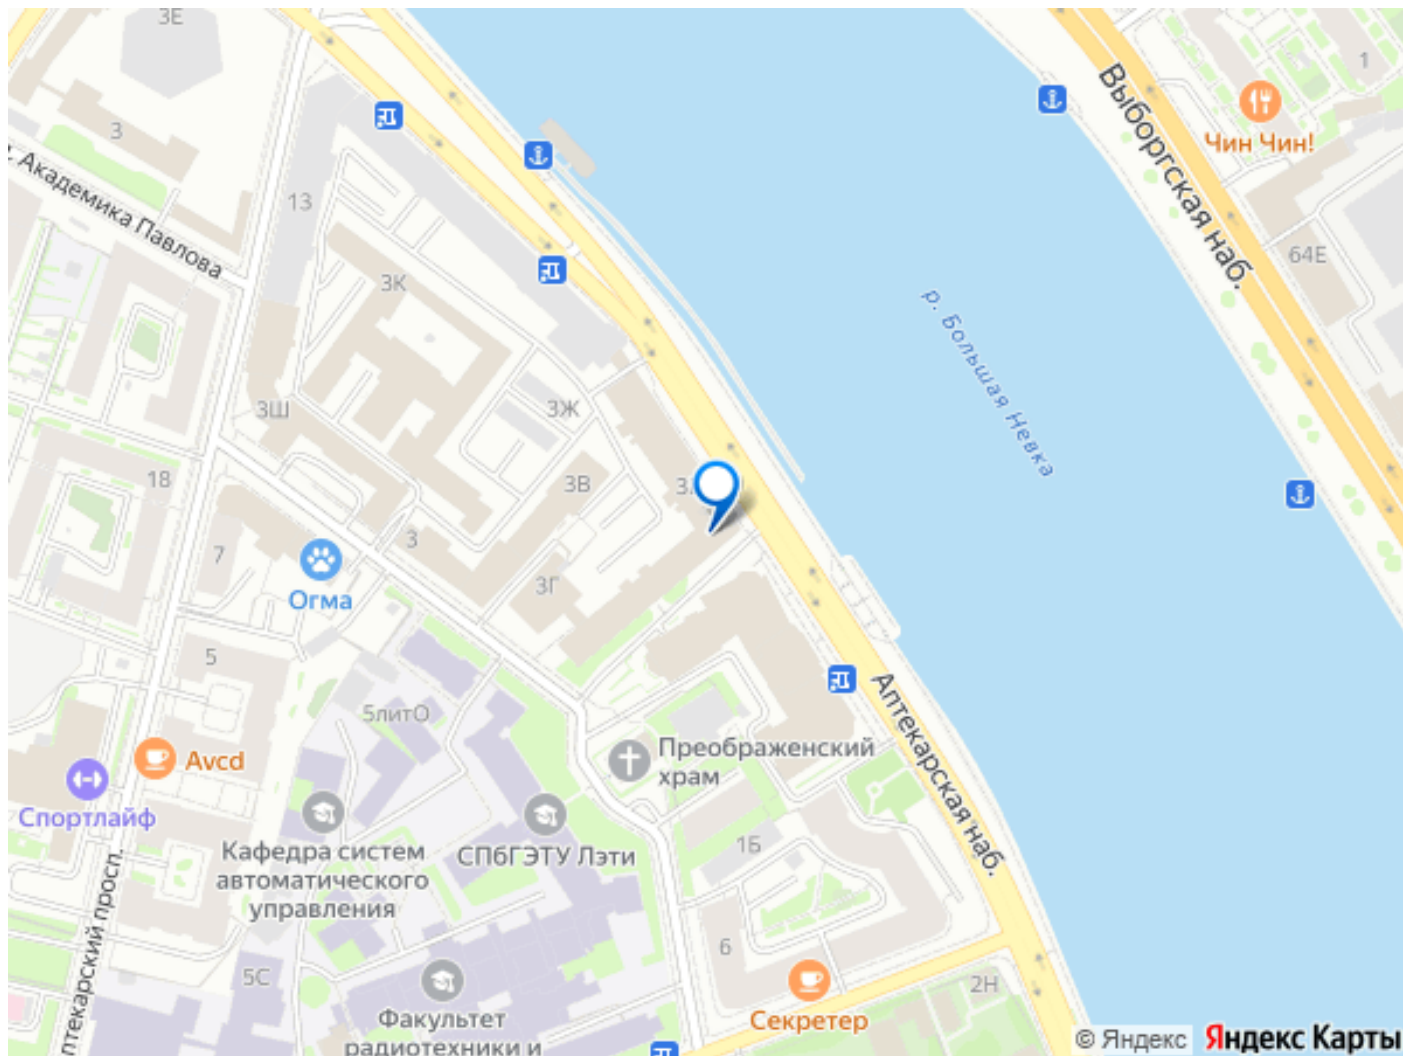 3Е
1
Выборгская наб.
Чин Чин!
3
Академика Павлова
13
64Е
3К
р. Большая Невка
3Ж
3Ш
18
3В
3
7
Огма
3Г
5
5литО
Аптекарская наб.
Преображенский
храм
Avcd
Спортлайф
1Б
Кафедра систем
автоматического
управления
СПбГЭТУ Лэти
6
5С
2Н
птекарский просп.
Факультет
радиотехники и
Секретер
© Яндекс
Яндекс Карты